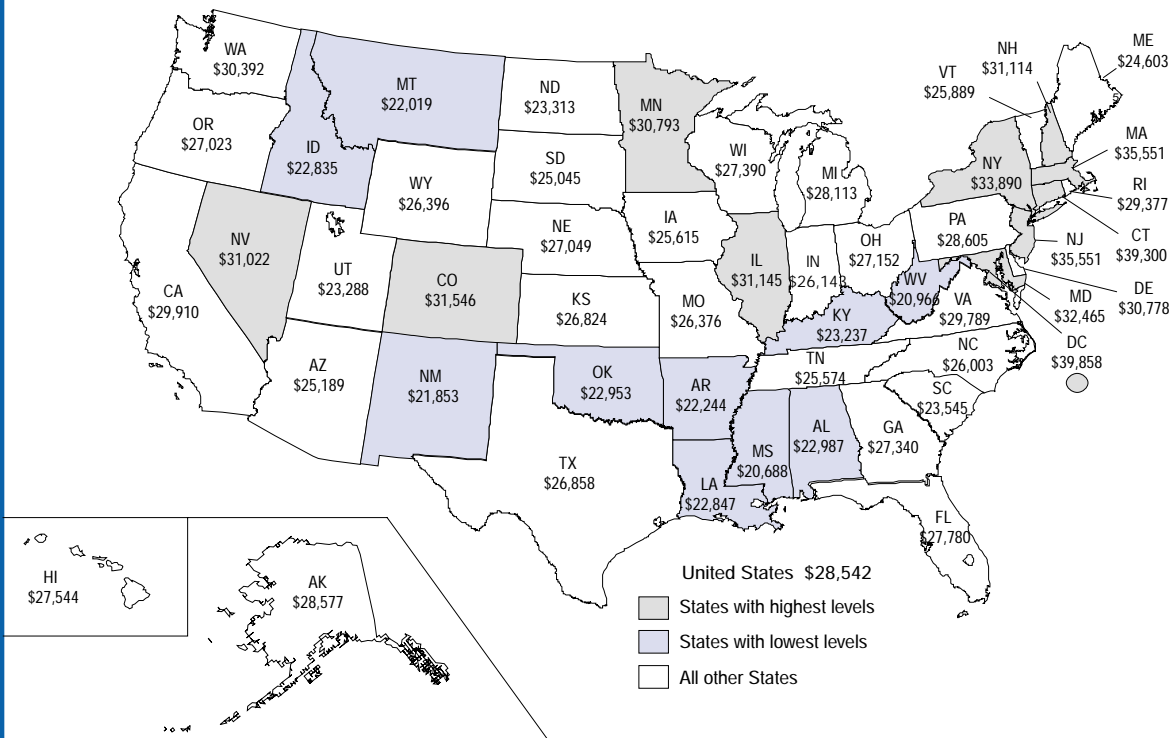 WA
$30,392
MT
$22,019
ND
$23,313
MN
$30,793
VT
$25,889
NH
$31,114
ME
$24,603
OR
$27,023
ID
$22,835
WY
$26,396
SD
$25,045
WI
$27,390
MI
$28,113
NY
$33,890
MA
$35,551
RI
$29,377
CT
$39,300
NJ
$35,551
DE
$30,778
MD
$32,465
DC
$39,858
NV
$31,022
UT
$23,288
CO
$31,546
NE
$27,049
IA
$25,615
IL
$31,145
IN
$26,143
OH
$27,152
PA
$28,605
WV
$20,966
VA
$29,789
CA
$29,910
KS
$26,824
MO
$26,376
KY
$23,237
NC
$26,003
TN
$25,574
SC
$23,545
AZ
$25,189
NM
$21,853
OK
$22,953
AR
$22,244
MS
$20,688
AL
$22,987
GA
$27,340
TX
$26,858
LA
$22,847
FL
$27,780
HI
$27,544
AK
$28,577
United States $28,542
States with highest levels
States with lowest levels
All other States